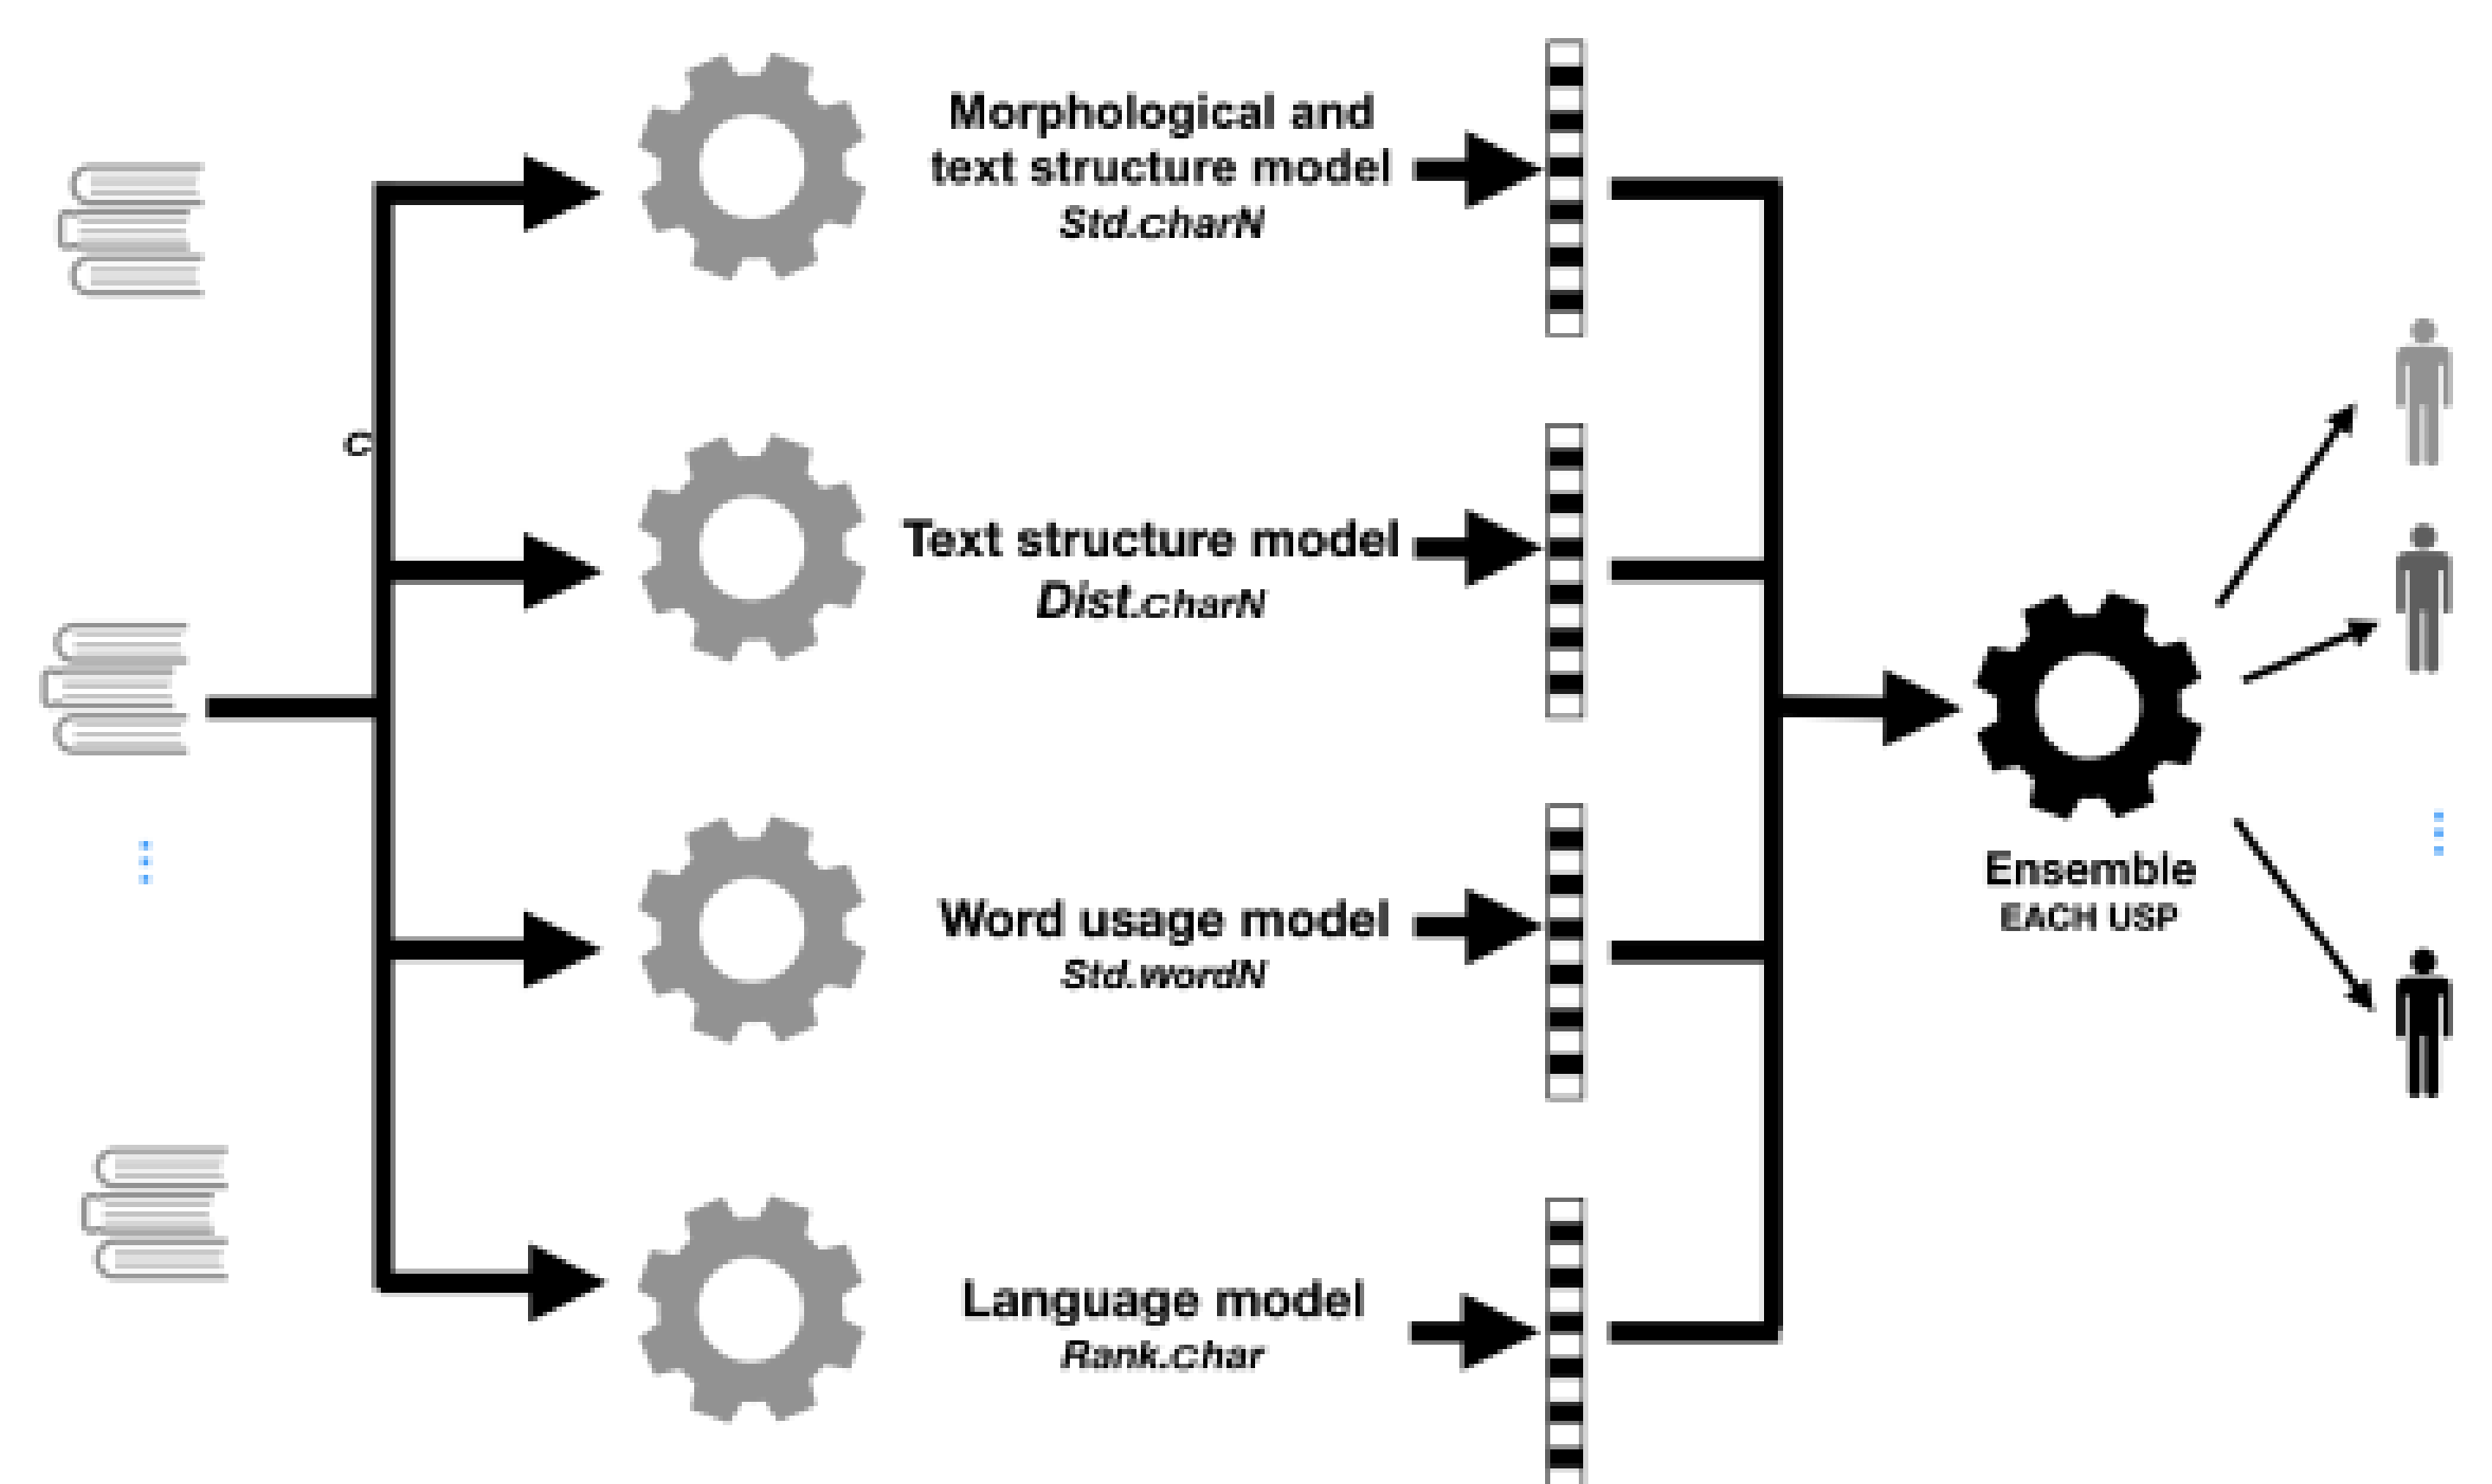 Morphological and
text structure model
Std.charN
c
Text structure model
Dist.charN
Word usage model
Std.wordN
Ensemble
EACH USP
Language model
Rank.char